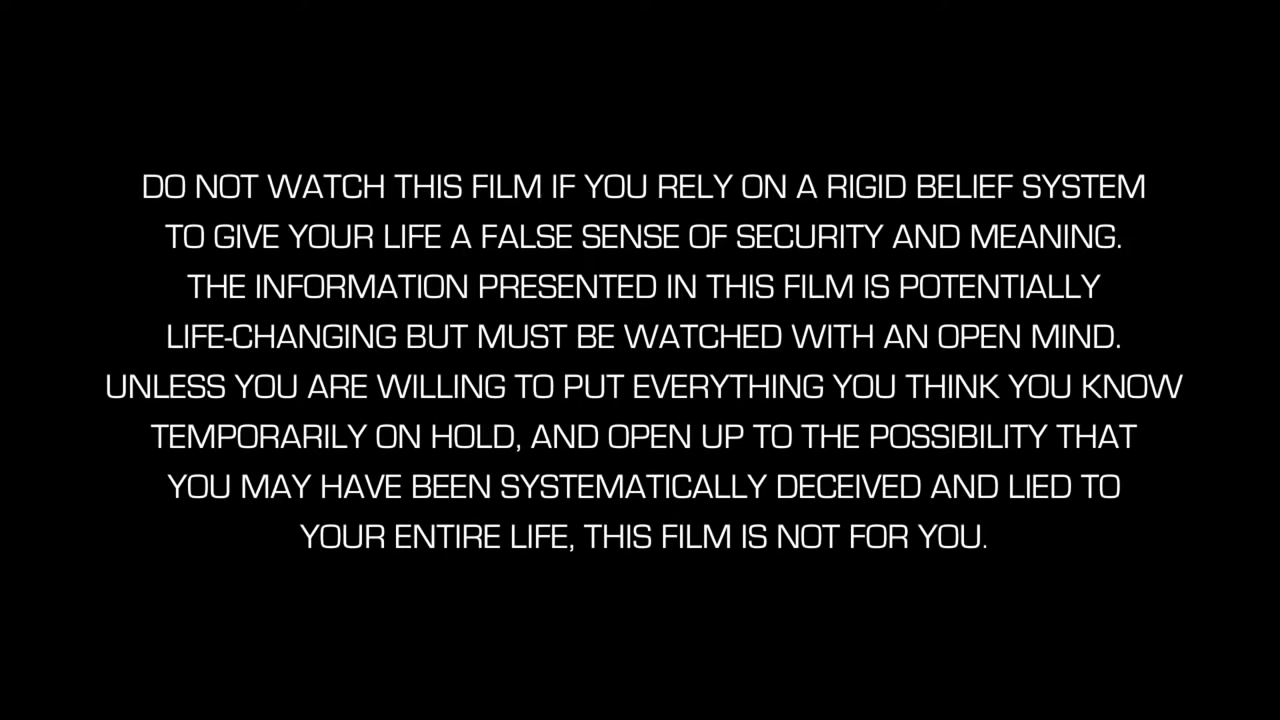 DO NOT WATCH THIS FILM IF YOU RELY ON A RIGID BELIEF SYSTEM
TO GIVE YOUR LIFE A FALSE SENSE OF SECURITY AND MEANING.
THE INFORMATION PRESENTED IN THIS FILM IS POTENTIALLY
LIFE-CHANGING BUT MUST BE WATCHED WITH AN OPEN MIND.
UNLESS YOU ARE WILLING TO PUT EVERYTHING YOU THINK YOU KNOW
TEMPORARILY ON HOLD, AND OPEN UP TO THE POSSIBILITY THAT
YOU MAY HAVE BEEN SYSTEMATICALLY DECEIVED AND LIED TO
YOUR ENTIRE LIFE, THIS FILM IS NOT FOR YOU.